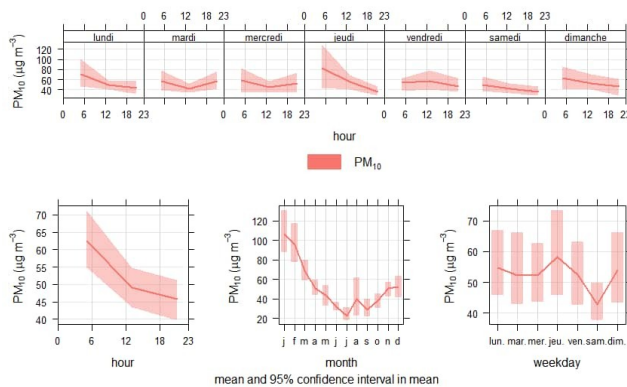 0 6 12 18 23 0 6 12 18 23 0 6 12 18 23
lundi mardi mercredi jeudi vendredi samedi dimanche
PM10 (µg m−3)
120
100
80
60
40
0 6 12 18 23 0 6 12 18 23 0 6 12 18 23 0 6 12 18 23
hour
PM10
PM10 (µg m−3)
70
65
60
55
50
45
40
0 6 12 18 23
hour
PM10 (µg m−3)
120
100
80
60
40
20
j f m a m j j a s o n d
month
PM10 (µg m−3)
70
60
50
40
lun. mar. mer. jeu. ven. sam. dim.
weekday
mean and 95% confidence interval in mean